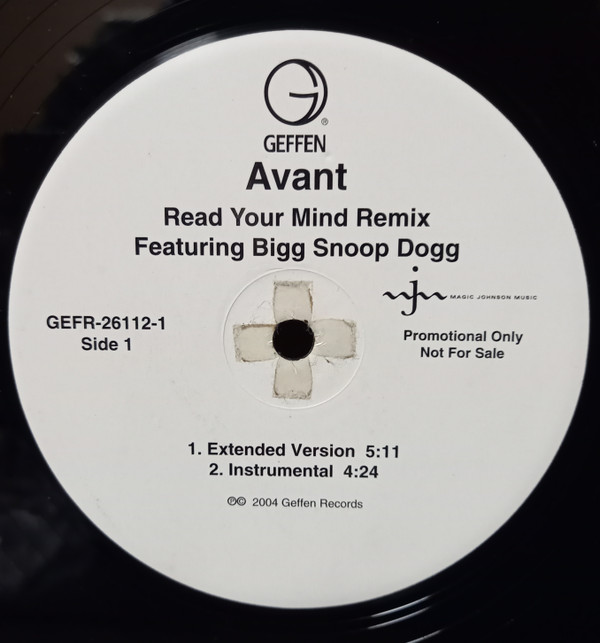 ®
GEFFEN
Avant
Read Your Mind Remix
Featuring Bigg Snoop Dogg
mjm MAGIC JOHNSON MUSIC
GEFR-26112-1
Side 1
Promotional Only
Not For Sale
1. Extended Version 5:11
2. Instrumental 4:24
℗© 2004 Geffen Records